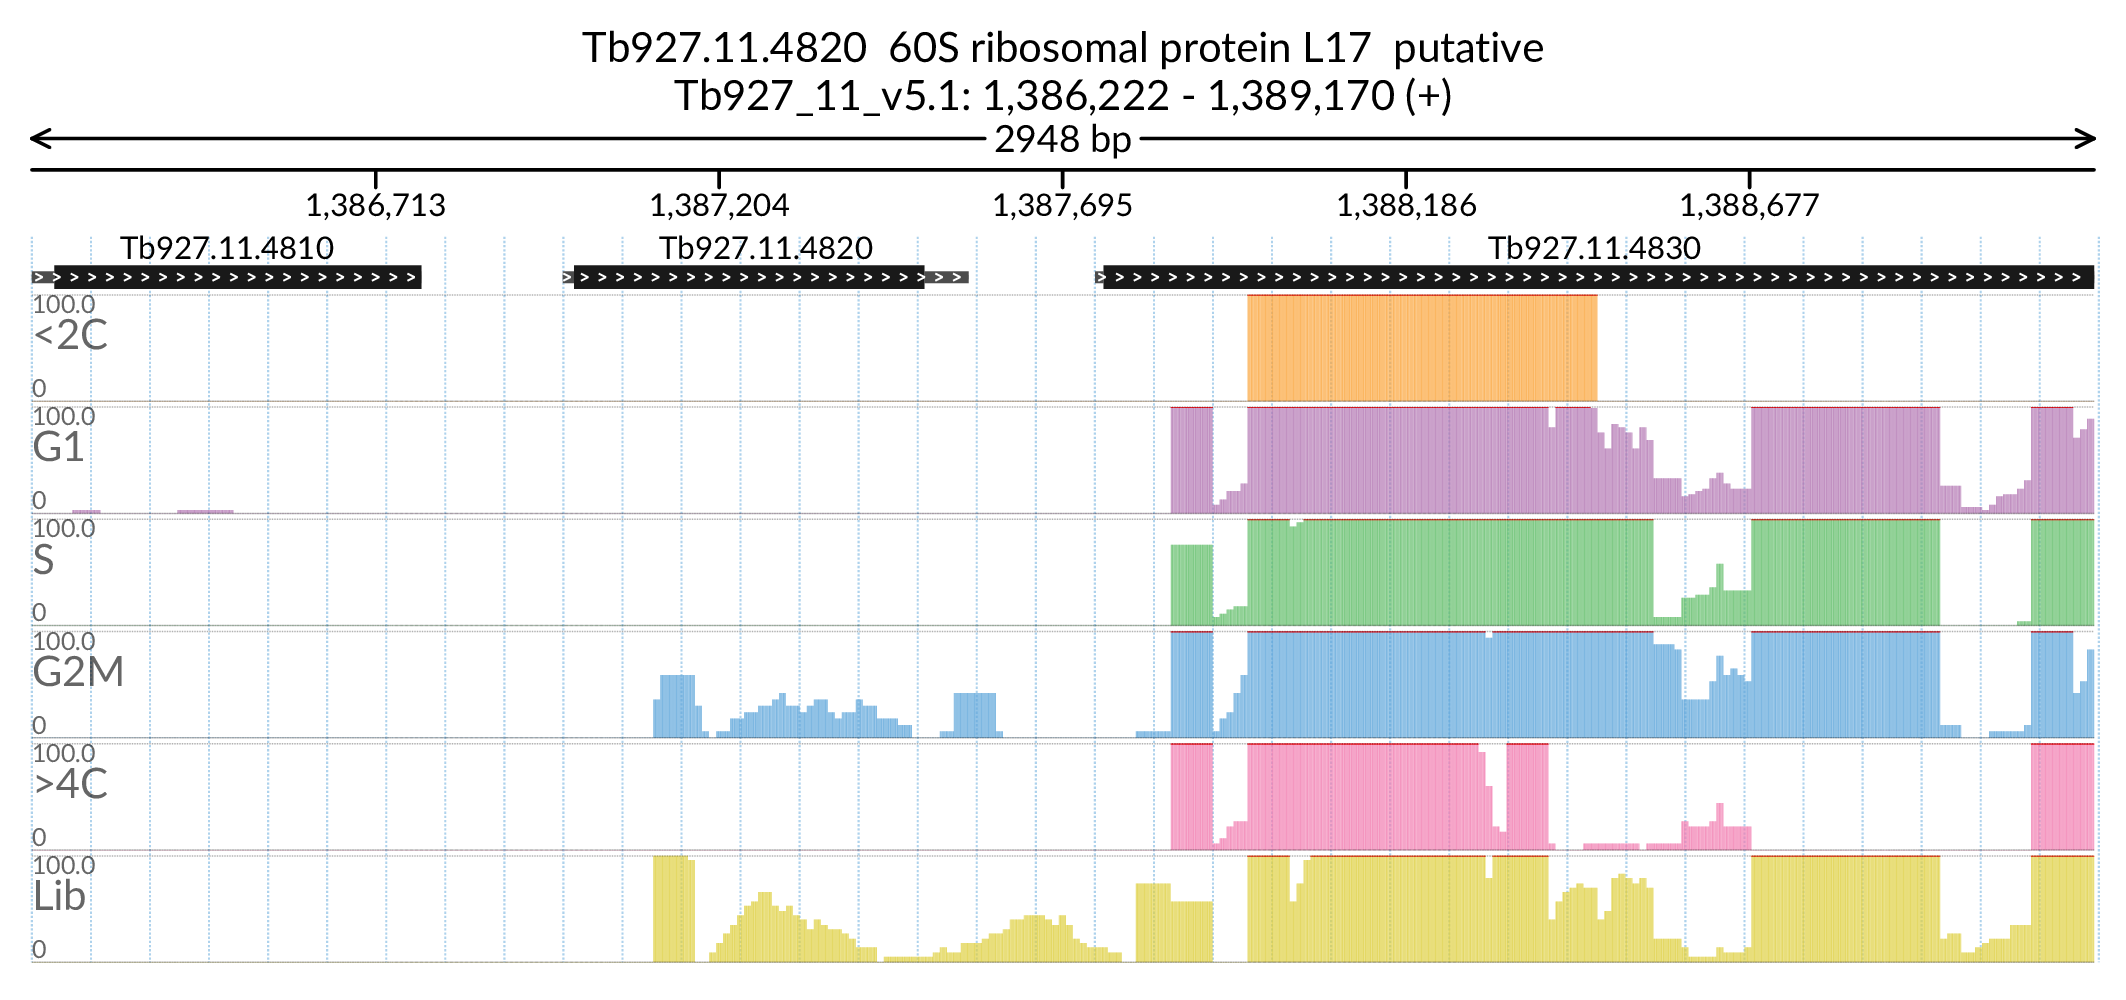 Tb927.11.4820  60S ribosomal protein L17  putative
Tb927_11_v5.1: 1,386,222 - 1,389,170 (+)
2948 bp
1,386,713 1,387,204 1,387,695 1,388,186 1,388,677
Tb927.11.4810 Tb927.11.4820 Tb927.11.4830
100.0
<2C
0
100.0
G1
0
100.0
S
0
100.0
G2M
0
100.0
>4C
0
100.0
Lib
0